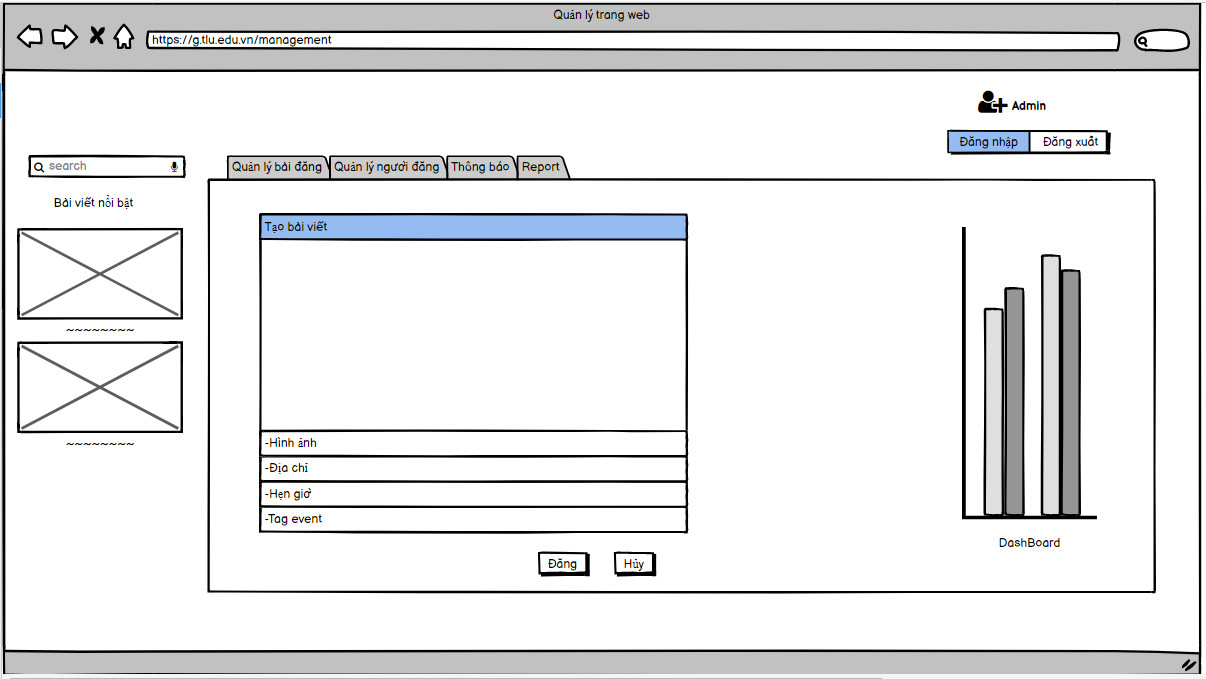 Quản lý trang web
https://g.tlu.edu.vn/management
Admin
Đăng nhập Đăng xuất
search
Quản lý bài đăng Quản lý người đăng Thông báo Report
Bài viết nổi bật
Tạo bài viết
~~~~~~~~
~~~~~~~~
-Hình ảnh
-Địa chỉ
-Hẹn giờ
-Tag event
DashBoard
Đăng Hủy